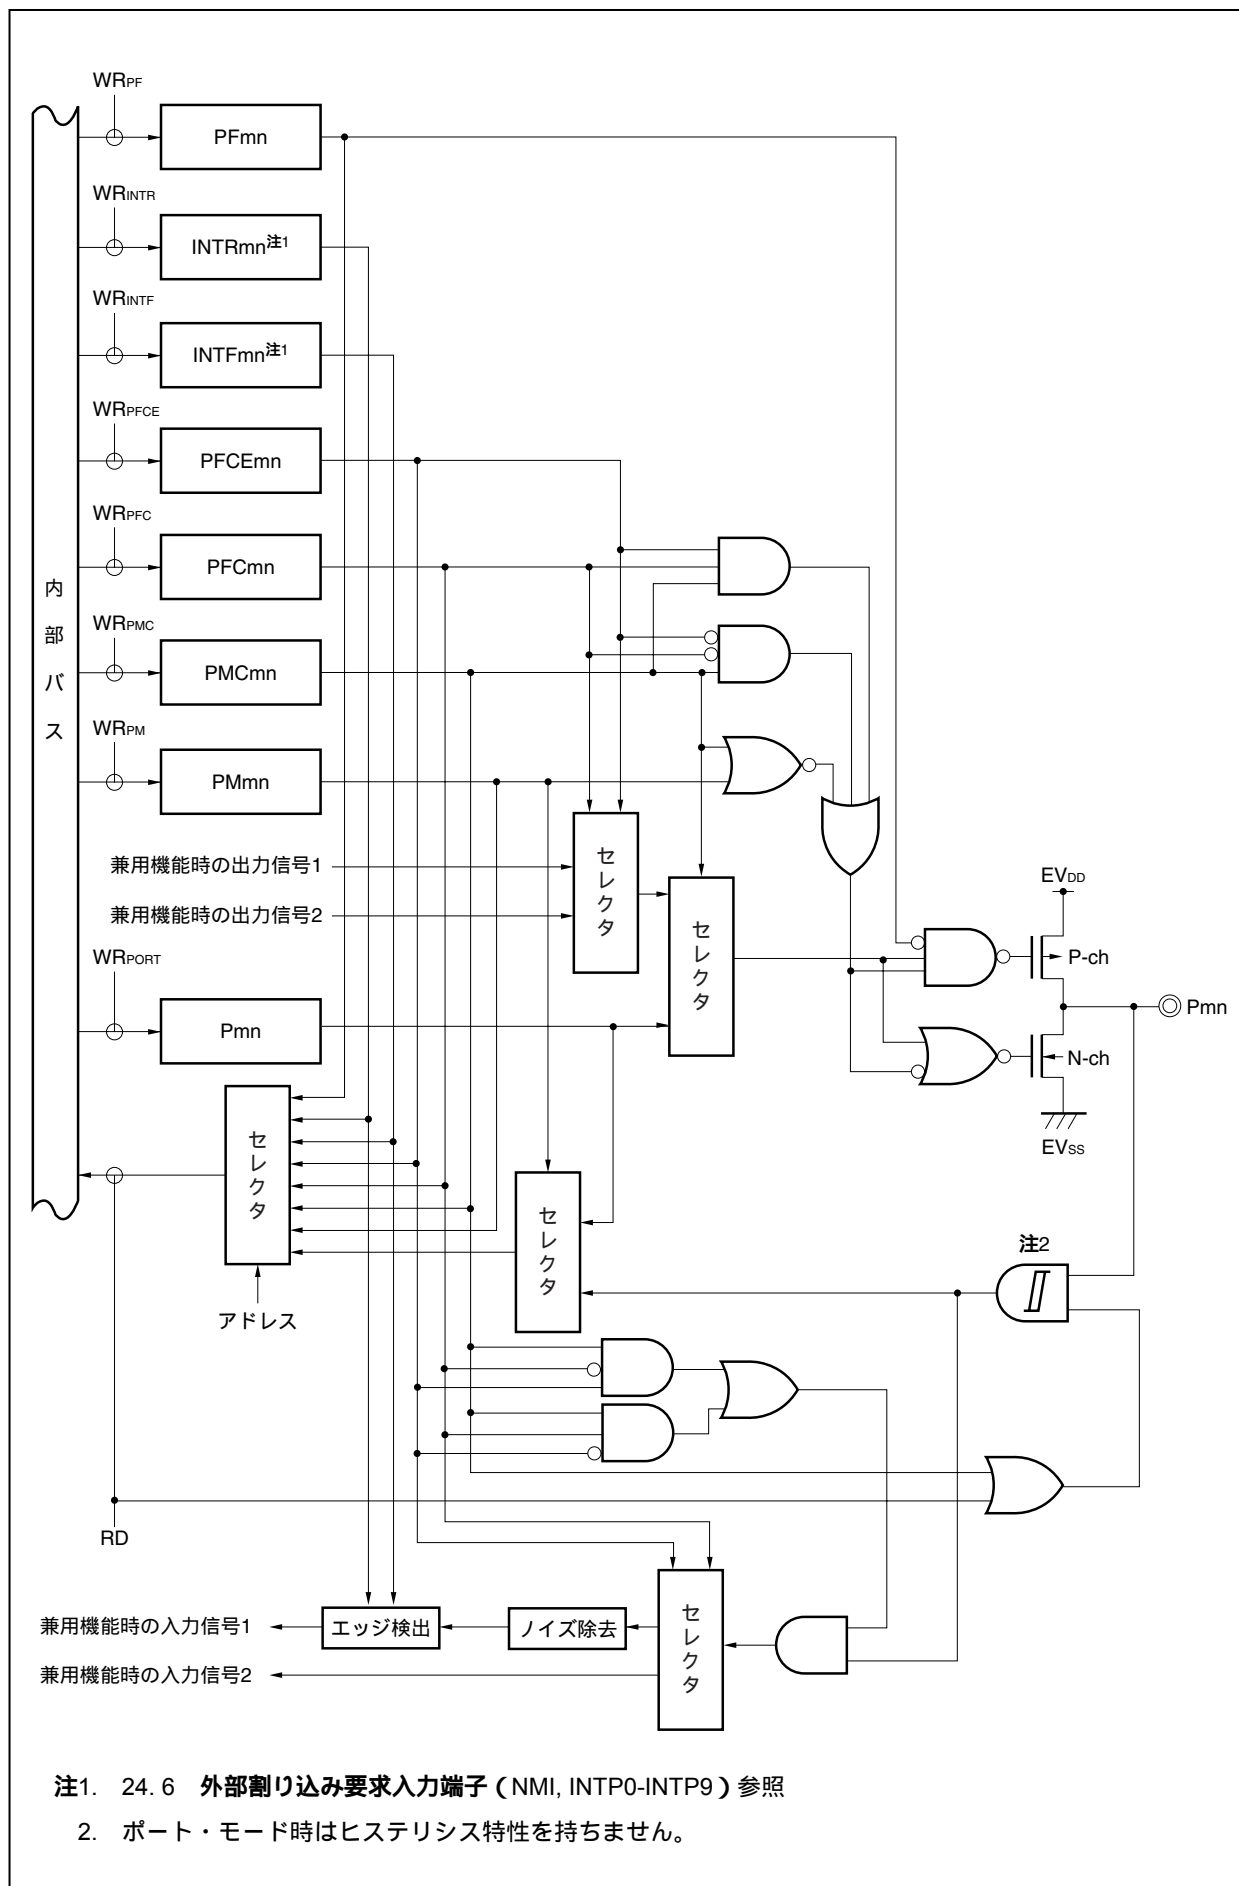 WRPF
PFmn
WRINTR
INTRmn注1
WRINTF
INTFmn注1
WRPFCE
PFCEmn
WRPFC
PFCmn
内部バス
WRPMC
PMCmn
WRPM
PMmn
兼用機能時の出力信号1
兼用機能時の出力信号2
セレクタ
セレクタ
EVDD
P-ch
WRPORT
Pmn
Pmn
N-ch
EVSS
セレクタ
セレクタ
注2
アドレス
RD
兼用機能時の入力信号1
エッジ検出
ノイズ除去
セレクタ
兼用機能時の入力信号2
注1. 24. 6 外部割り込み要求入力端子(NMI, INTP0-INTP9)参照
2. ポート・モード時はヒステリシス特性を持ちません。